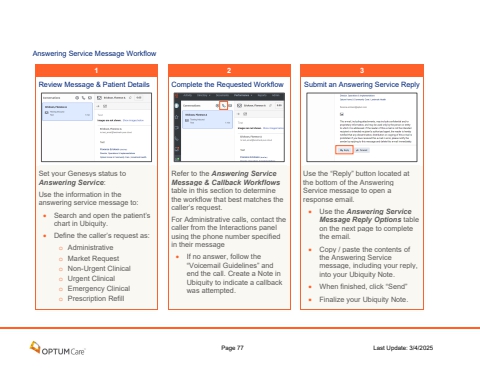 Answering Service Message Workflow
1
Review Message & Patient Details
Set your Genesys status to
Answering Service:
Use the information in the
answering service message to:
• Search and open the patient's
chart in Ubiquity.
• Define the caller's request as:
o Administrative
o Market Request
o Non-Urgent Clinical
o Urgent Clinical
o Emergency Clinical
o Prescription Refill
2
Complete the Requested Workflow
Refer to the Answering Service
Message & Callback Workflows
table in this section to determine
the workflow that best matches the
caller's request.
For Administrative calls, contact the
caller from the Interactions panel
using the phone number specified
in their message
• If no answer, follow the
"Voicemail Guidelines" and
end the call. Create a Note in
Ubiquity to indicate a callback
was attempted.
3
Submit an Answering Service Reply
Use the "Reply" button located at
the bottom of the Answering
Service message to open a
response email.
• Use the Answering Service
Message Reply Options table
on the next page to complete
the email.
• Copy / paste the contents of
the Answering Service
message, including your reply,
into your Ubiquity Note.
• When finished, click "Send"
• Finalize your Ubiquity Note.
OPTUMCare
Page 77
Last Update: 3/4/2025